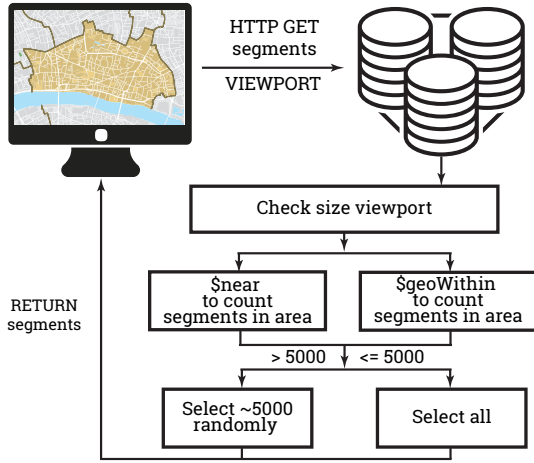 HTTP GET
segments
VIEWPORT
Check size viewport
$near
to count
segments in area
$geoWithin
to count
segments in area
RETURN
segments
> 5000
<= 5000
Select ~5000
randomly
Select all